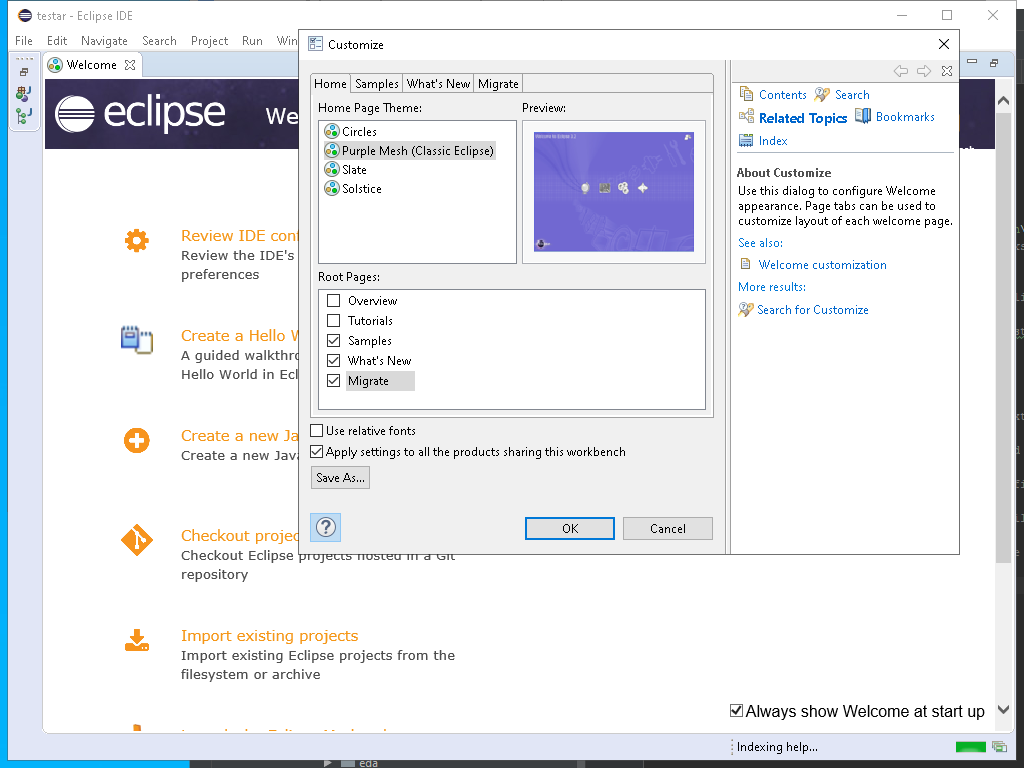 testar - Eclipse IDE
File Edit Navigate Search Project Run Win
Customize
Welcome
Home Samples What's New Migrate
Contents Search
Related Topics Bookmarks
Index
eclipse We
Home Page Theme: Preview:
Circles
Purple Mesh (Classic Eclipse)
Slate
Solstice
About Customize
Use this dialog to configure Welcome
appearance. Page tabs can be used to
customize layout of each welcome page.
See also:
Welcome customization
More results:
Search for Customize
Root Pages:
Overview
Tutorials
Samples
What's New
Migrate
Use relative fonts
Apply settings to all the products sharing this workbench
Save As...
OK Cancel
Review IDE con
Review the IDE's
preferences
Create a Hello W
A guided walkthro
Hello World in Ecl
Create a new Ja
Create a new Java
Checkout projec
Checkout Eclipse projects hosted in a Git
repository
Import existing projects
Import existing Eclipse projects from the
filesystem or archive
Always show Welcome at start up
Indexing help...
eda